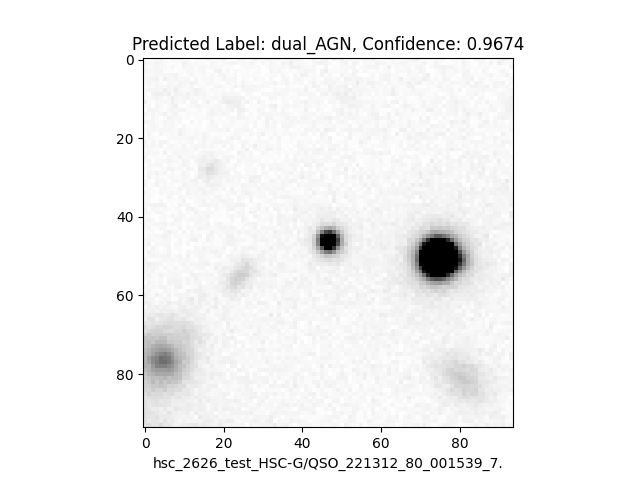 Predicted Label: dual_AGN, Confidence: 0.9674
0
20
40
60
80
0 20 40 60 80
hsc_2626_test_HSC-G/QSO_221312_80_001539_7.